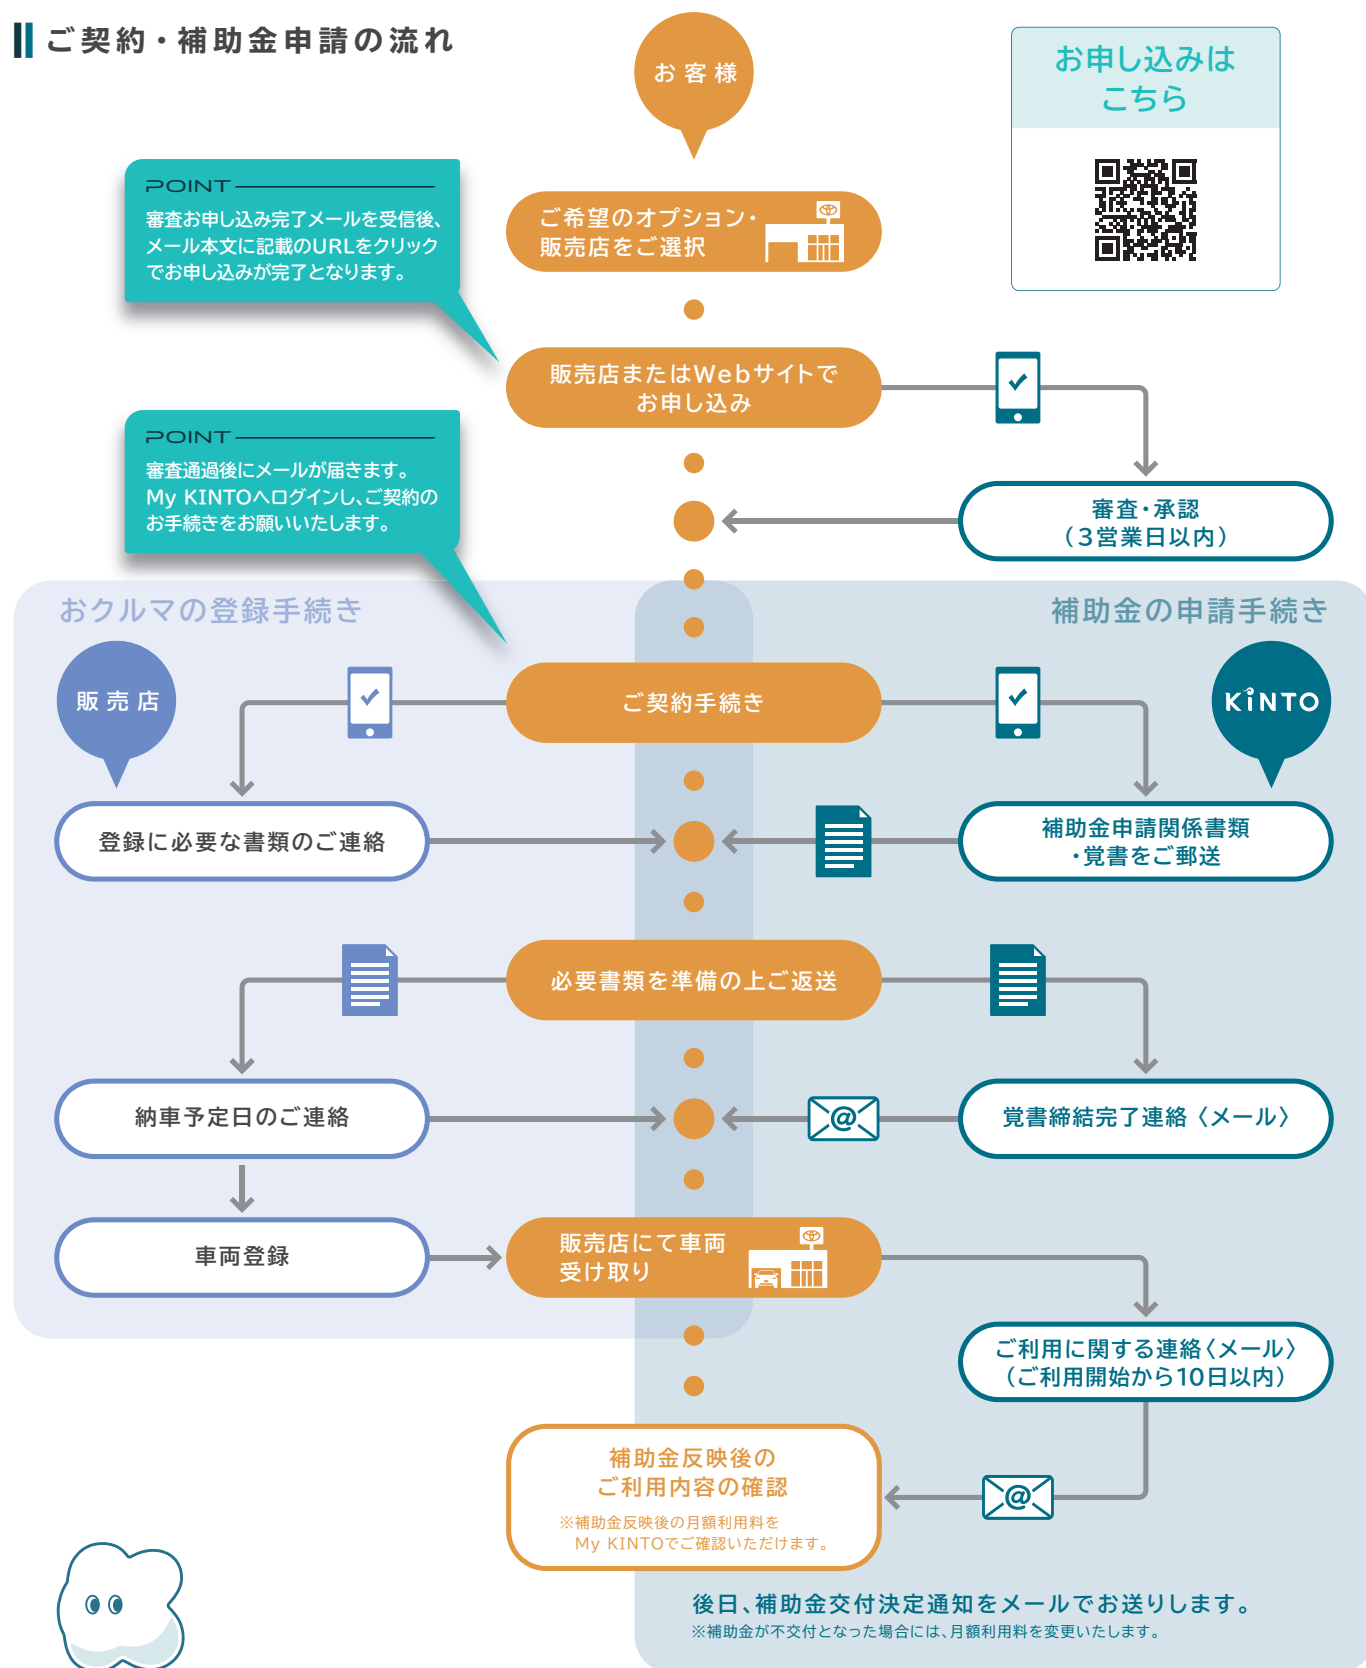 ご契約・補助金申請の流れ
お客様
お申し込みは
こちら
POINT
審査お申し込み完了メールを受信後、
メール本文に記載のURLをクリック
でお申し込みが完了となります。
ご希望のオプション・
販売店をご選択
販売店またはWebサイトで
お申し込み
POINT
審査通過後にメールが届きます。
My KINTOへログインし、ご契約の
お手続きをお願いいたします。
審査・承認
（3営業日以内）
おクルマの登録手続き
補助金の申請手続き
販売店
ご契約手続き
KINTO
登録に必要な書類のご連絡
補助金申請関係書類
・覚書をご郵送
必要書類を準備の上ご返送
納車予定日のご連絡
@
覚書締結完了連絡〈メール〉
車両登録
販売店にて車両
受け取り
ご利用に関する連絡〈メール〉
（ご利用開始から10日以内）
補助金反映後の
ご利用内容の確認
※補助金反映後の月額利用料を
My KINTOでご確認いただけます。
@
後日、補助金交付決定通知をメールでお送りします。
※補助金が不交付となった場合には、月額利用料を変更いたします。